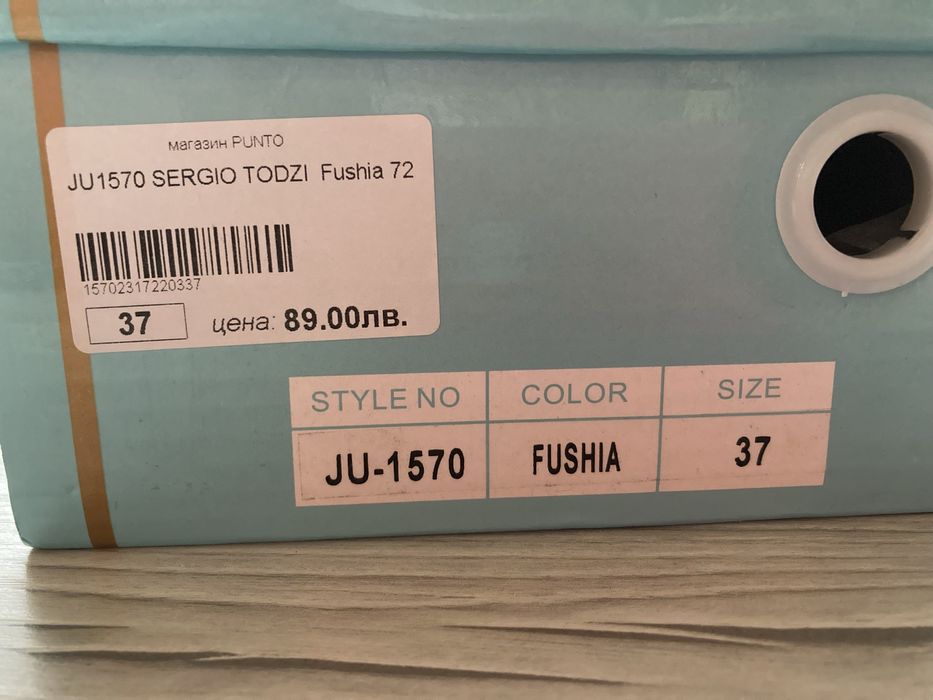 магазин PUNTO
JU1570 SERGIO TODZI Fushia 72
15702317220337
37 цена: 89.00лв.
STYLE NO COLOR SIZE
JU-1570 FUSHIA 37